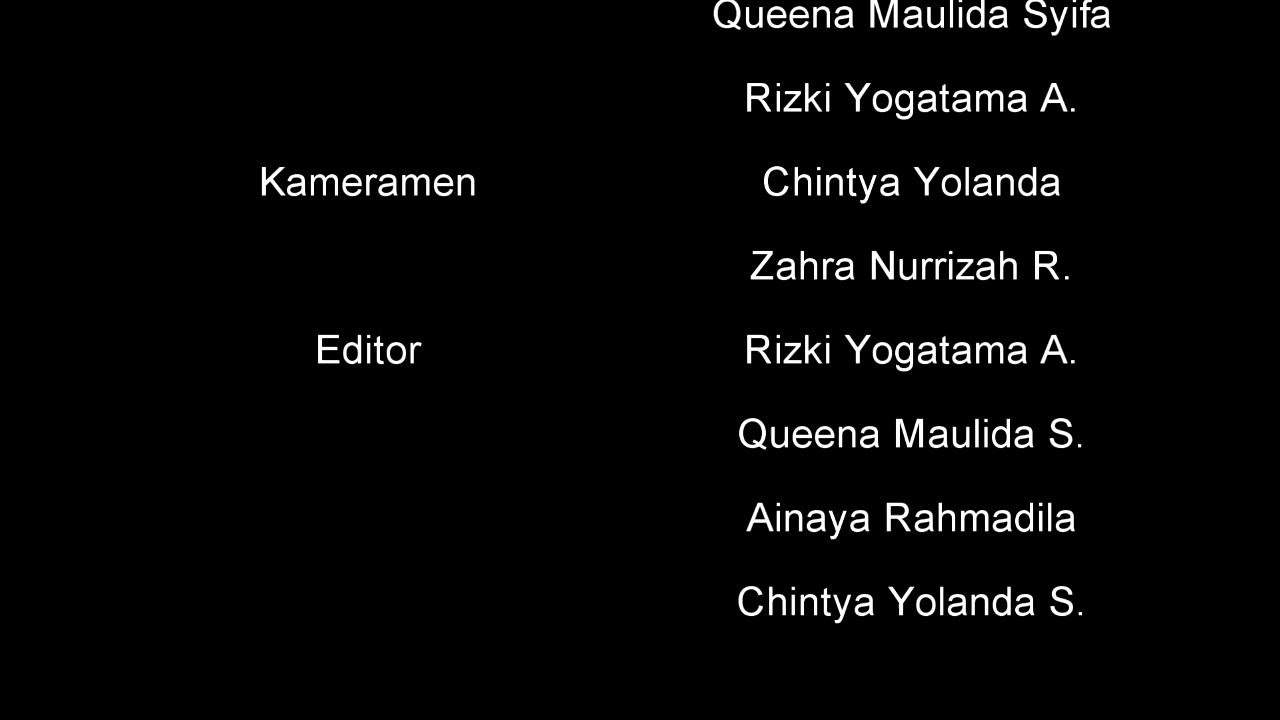 Queena Maulida Syifa
Rizki Yogatama A.
Kameramen Chintya Yolanda
Zahra Nurrizah R.
Editor Rizki Yogatama A.
Queena Maulida S.
Ainaya Rahmadila
Chintya Yolanda S.